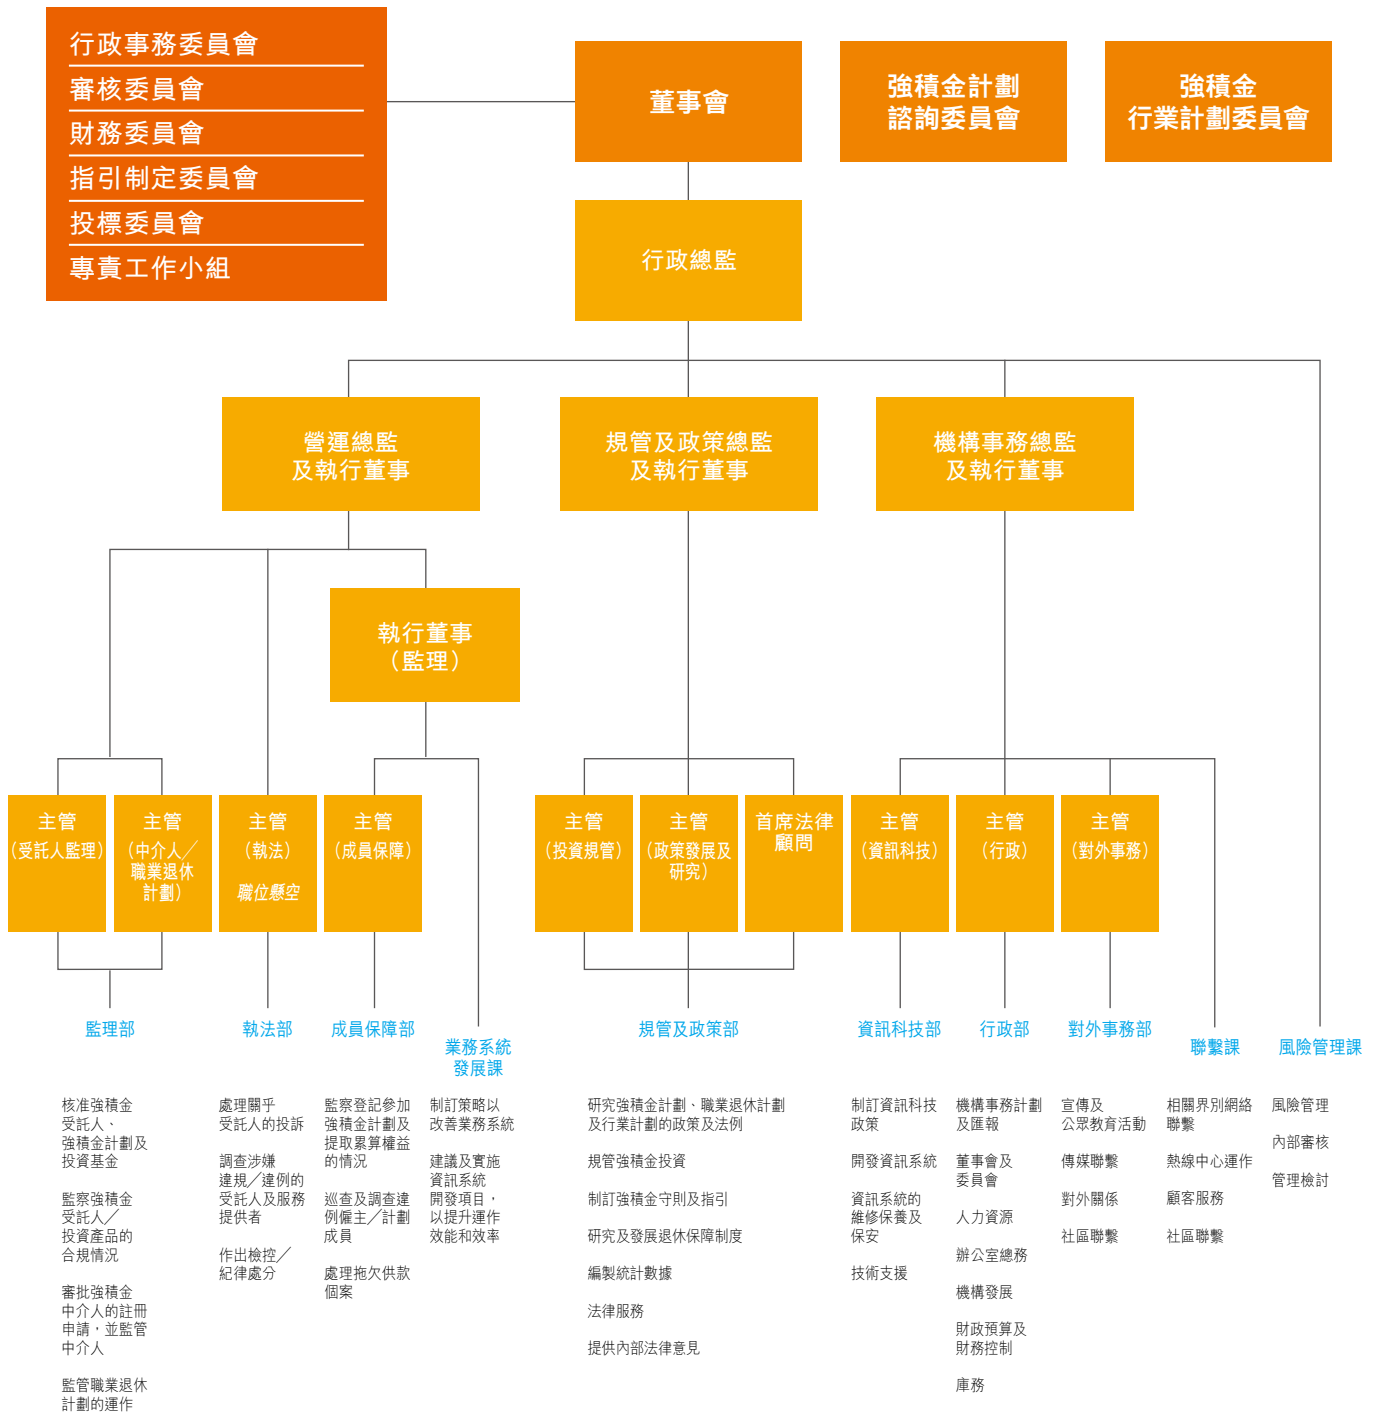 行政事務委員會
審核委員會
財務委員會
指引制定委員會
投標委員會
專責工作小組
董事會
強積金計劃
諮詢委員會
強積金
行業計劃委員會
行政總監
營運總監
及執行董事
規管及政策總監
及執行董事
機構事務總監
及執行董事
執行董事
（監理）
主管
（受託人監理）
主管
（中介人╱
職業退休
計劃）
主管
（執法）
職位懸空
主管
（成員保障）
主管
（投資規管）
主管
（政策發展及
研究）
首席法律
顧問
主管
（資訊科技）
主管
（行政）
主管
（對外事務）
監理部
執法部
成員保障部
業務系統
發展課
規管及政策部
資訊科技部
行政部
對外事務部
聯繫課
風險管理課
核准強積金
受託人、
強積金計劃及
投資基金
監察強積金
受託人╱
投資產品的
合規情況
審批強積金
中介人的註冊
申請，並監管
中介人
監管職業退休
計劃的運作
處理關乎
受託人的投訴
調查涉嫌
違規╱違例的
受託人及服務
提供者
作出檢控╱
紀律處分
監察登記參加
強積金計劃及
提取累算權益
的情況
巡查及調查違
例僱主╱計劃
成員
處理拖欠供款
個案
制訂策略以
改善業務系統
建議及實施
資訊系統
開發項目，
以提升運作
效能和效率
研究強積金計劃、職業退休計劃
及行業計劃的政策及法例
規管強積金投資
制訂強積金守則及指引
研究及發展退休保障制度
編製統計數據
法律服務
提供內部法律意見
制訂資訊科技
政策
開發資訊系統
資訊系統的
維修保養及
保安
技術支援
機構事務計劃
及匯報
董事會及
委員會
人力資源
辦公室總務
機構發展
財政預算及
財務控制
庫務
宣傳及
公眾教育活動
傳媒聯繫
對外關係
社區聯繫
相關界別網絡
聯繫
熱線中心運作
顧客服務
社區聯繫
風險管理
內部審核
管理檢討